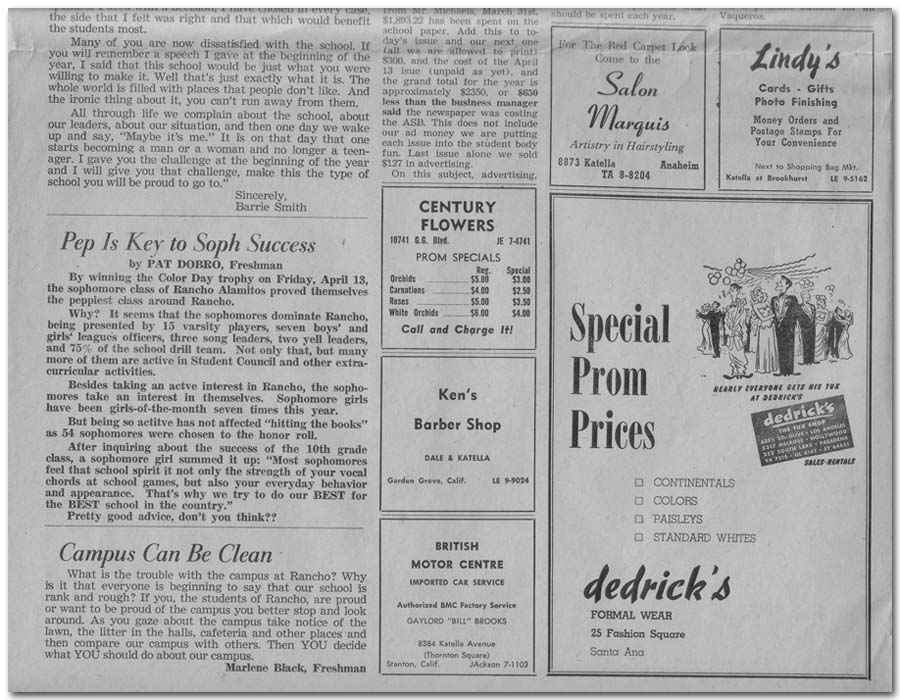 the side that I felt was right and that which would benefit
the students most.
Many of you are now dissatisfied with the school. If
you will remember a speech I gave at the beginning of the
year, I said that this school would be just what you were
willing to make it. Well that's just exactly what it is. The
whole world is filled with places that people don't like. And
the ironic thing about it, you can't run away from them.
All through life we complain about the school, about
our leaders, about our situation, and then one day we wake
up and say, "Maybe it's me." It is on that day that one
starts becoming a man or a woman and no longer a teen-
ager. I gave you the challenge at the beginning of the year
and I will give you that challenge, make this the type of
school you will be proud to go to."
Sincerely,
Barrie Smith
Pep Is Key to Soph Success
by PAT DOBRO, Freshman
By winning the Color Day trophy on Friday, April 13,
the sophomore class of Rancho Alamitos proved themselves
the peppiest class around Rancho.
Why? It seems that the sophomores dominate Rancho,
being presented by 15 varsity players, seven boys' and
girls' leagues officers, three song leaders, two yell leaders,
and 75% of the school drill team. Not only that, but many
more of them are active in Student Council and other extra-
curricular activities.
Besides taking an actve interest in Rancho, the sopho-
mores take an interest in themselves. Sophomore girls
have been girls-of-the-month seven times this year.
But being so actitve has not affected "hitting the books"
as 54 sophomores were chosen to the honor roll.
After inquiring about the success of the 10th grade
class, a sophomore girl summed it up: "Most sophomores
feel that school spirit it not only the strength of your vocal
chords at school games, but also your everyday behavior
and appearance. That's why we try to do our BEST for
the BEST school in the country."
Pretty good advice, don't you think??
Campus Can Be Clean
What is the trouble with the campus at Rancho? Why
is it that everyone is beginning to say that our school is
rank and rough? If you, the students of Rancho, are proud
or want to be proud of the campus you better stop and look
around. As you gaze about the campus take notice of the
lawn, the litter in the halls, cafeteria and other places and
then compare our campus with others. Then YOU decide
what YOU should do about our campus.
Marlene Black, Freshman
from Mr. Michaels, March 31st,
$1,893.22 has been spent on the
school paper. Add this to to-
day's issue and our next one
(all we are allowed to print)
$300, and the cost of the April
13 isue (unpaid as yet), and
the grand total for the year is
approximately $2350, or $650
less than the business manager
said the newspaper was costing
the ASB. This does not include
our ad money we are putting
each issue into the student body
fun. Last issue alone we sold
$127 in advertising.
On this subject, advertising,
CENTURY
FLOWERS
10741 G.G. Blvd. JE 7-4741
PROM SPECIALS
Reg. Special
Orchids $5.00 $3.00
Carnations $4.00 $2.50
Roses $5.00 $3.50
White Orchids $6.00 $4.00
Call and Charge It!
Ken's
Barber Shop
DALE & KATELLA
Garden Grove, Calif. LE 9-9024
BRITISH
MOTOR CENTRE
IMPORTED CAR SERVICE
Authorized BMC Factory Service
GAYLORD "BILL" BROOKS
8384 Katella Avenue
(Thornton Square)
Stanton, Calif. JAckson 7-1103
should be spent each year.
For The Red Carpet Look
Come to the
Salon
Marquis
Artistry in Hairstyling
8873 Katella Anaheim
TA 8-8204
Vaqueros.
Lindy's
Cards - Gifts
Photo Finishing
Money Orders and
Postage Stamps For
Your Convenience
Next to Shopping Bag Mkt.
Katella at Brookhurst LE 9-5162
Special
Prom
Prices
NEARLY EVERYONE GETS HIS TUX
AT DEDRICK'S
dedrick's
THE TUX SHOP
6255 SO. OLIVE · LOS ANGELES
5217 MELROSE · HOLLYWOOD
252 SOUTH LAKE · PASADENA
SALES-RENTALS
☐ CONTINENTALS
☐ COLORS
☐ PAISLEYS
☐ STANDARD WHITES
dedrick's
FORMAL WEAR
25 Fashion Square
Santa Ana